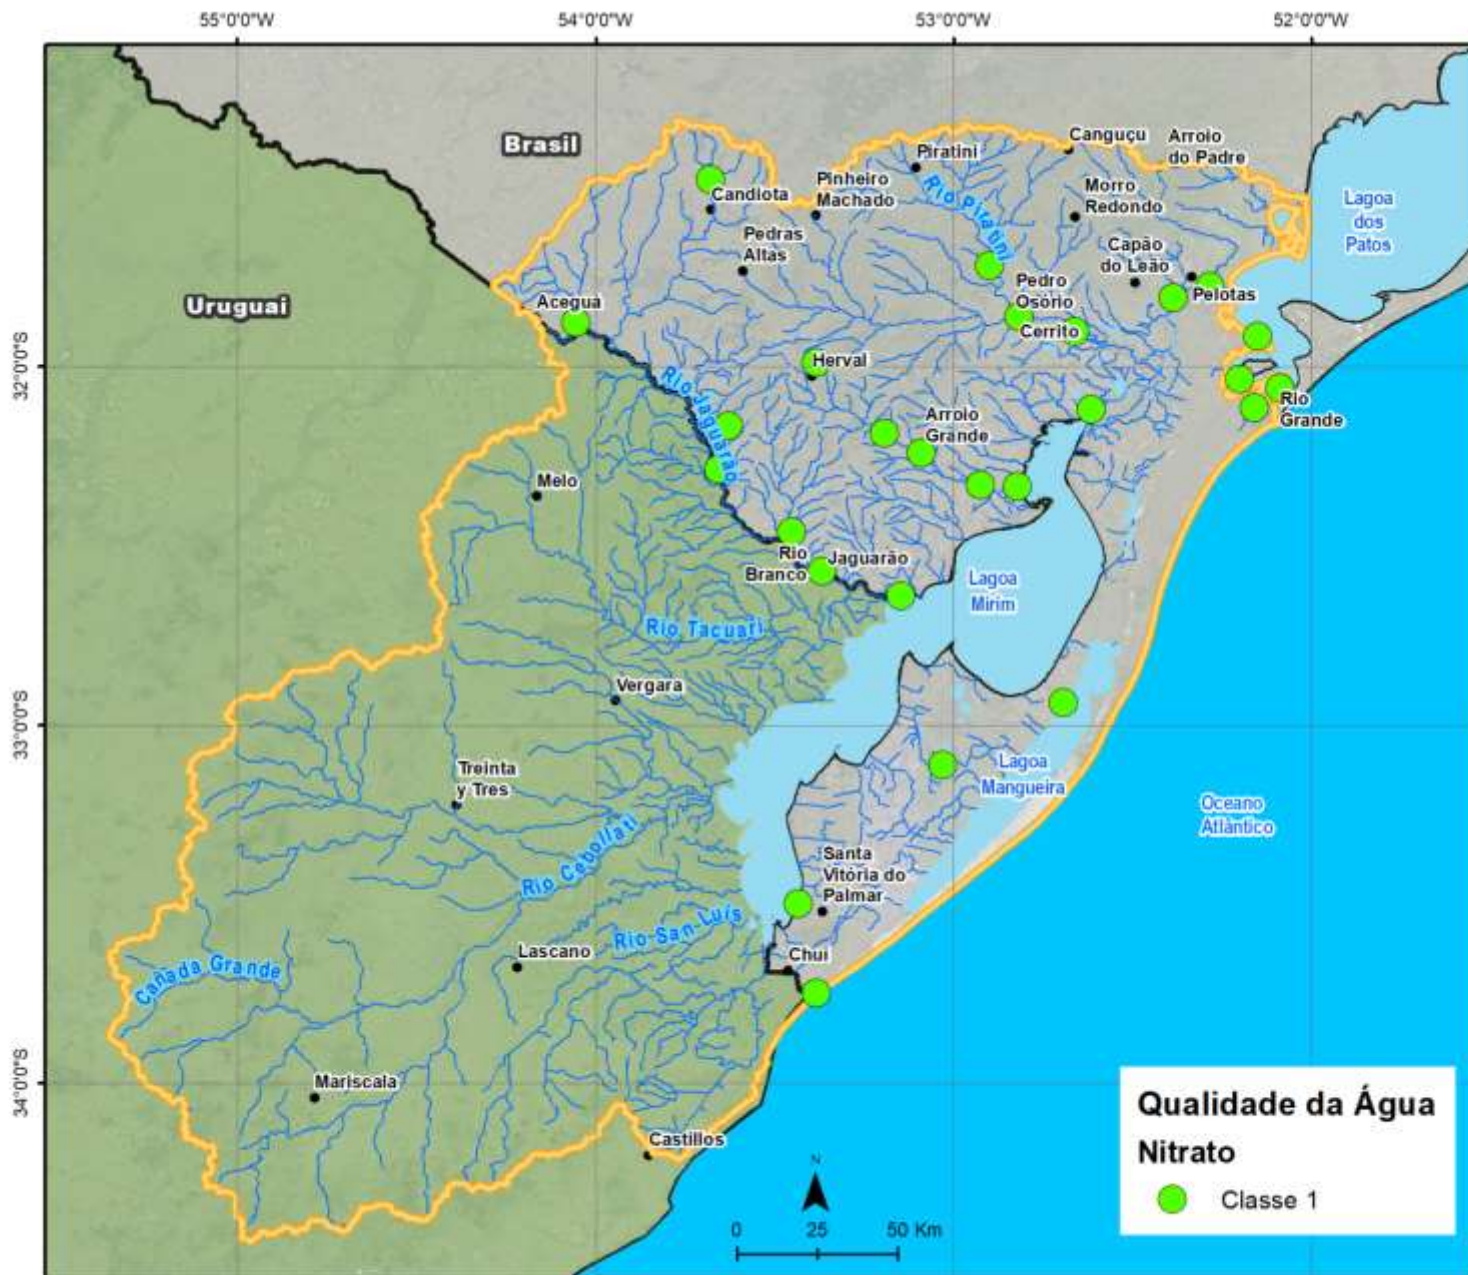 55°0'0"W
54°0'0"W
53°0'0"W
52°0'0"W
Brasil
Canguçu
Arroio
do Padre
Piratini
Pinheiro
Machado
Candiota
Rio Piratini
Morro
Redondo
Lagoa
dos
Patos
Pedras
Altas
Capão
do Leão
Uruguai
Aceguá
Pedro
Osório
Pelotas
Cerrito
32°0'0"S
Herval
Rio Jaguarão
Arroio
Grande
Rio
Grande
Melo
Rio
Branco
Jaguarão
Lagoa
Mirim
Rio Tacuarí
Vergara
33°0'0"S
Treinta
y Tres
Lagoa
Mangueira
Oceano
Atlântico
Rio Cebollati
Santa
Vitória do
Palmar
Rio San Luís
Lascano
Chuí
Cañada Grande
34°0'0"S
Mariscala
Castillos
Qualidade da Água
Nitrato
Classe 1
N
0 25 50 Km